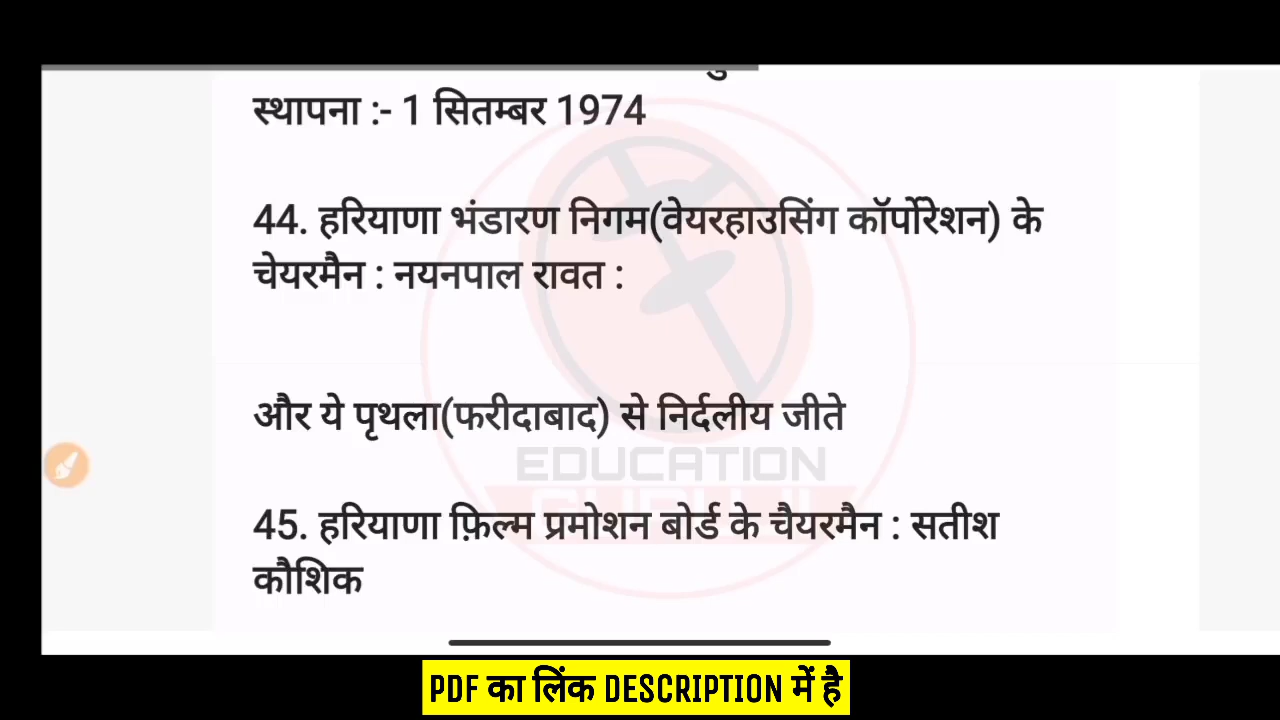 स्थापना :- 1 सितम्बर 1974
44. हरियाणा भंडारण निगम(वेयरहाउसिंग कॉर्पोरेशन) के
चेयरमैन : नयनपाल रावत :
और ये पृथला(फरीदाबाद) से निर्दलीय जीते
EDUCATION
45. हरियाणा फ़िल्म प्रमोशन बोर्ड के चैयरमैन : सतीश
कौशिक
PDF का लिंक DESCRIPTION में है